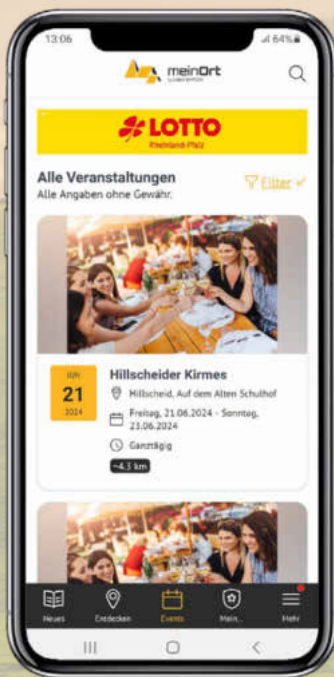 13:06
64%
meinOrt
LOTTO
Rheinland-Pfalz
Alle Veranstaltungen
Filter
Alle Angaben ohne Gewähr.
JUN
21
2024
Hillscheider Kirmes
Hillscheid, Auf dem Alten Schulhof
Freitag, 21.06.2024 - Sonntag,
23.06.2024
Ganztägig
~4.3 km
Neues
Entdecken
Events
Mein...
Mehr